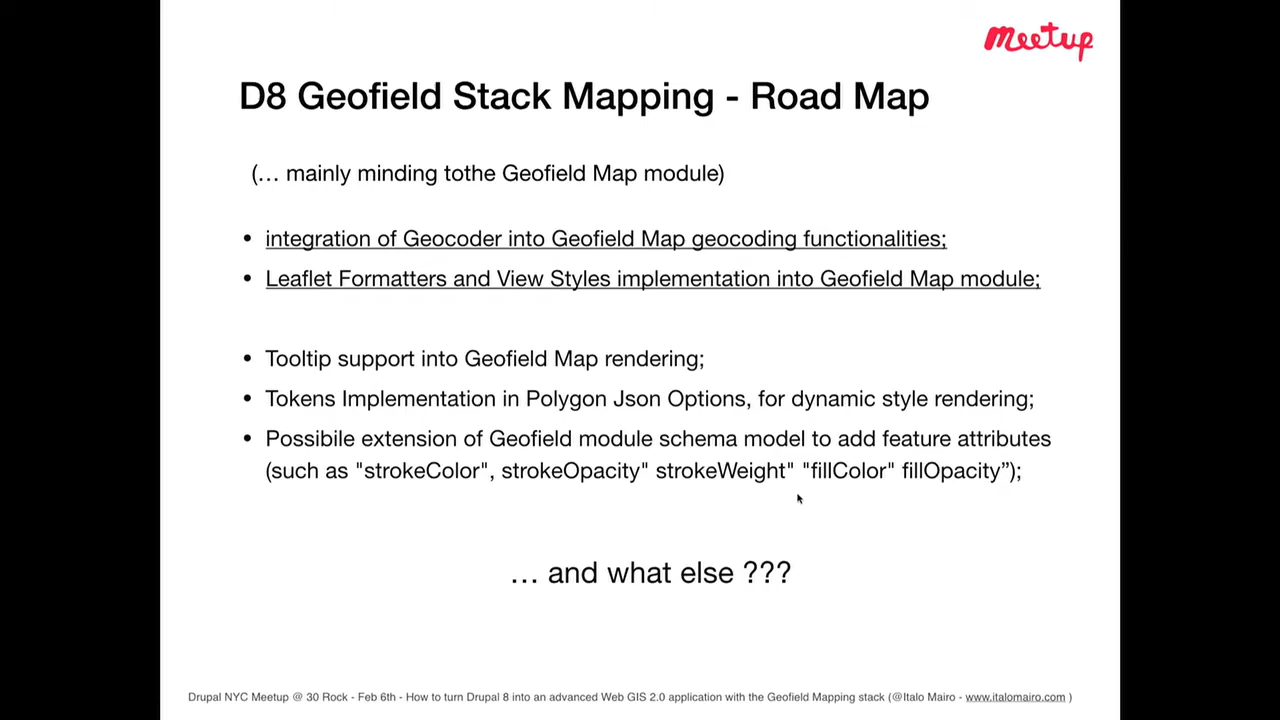 Meetup
D8 Geofield Stack Mapping - Road Map
(… mainly minding tothe Geofield Map module)
• integration of Geocoder into Geofield Map geocoding functionalities;
• Leaflet Formatters and View Styles implementation into Geofield Map module;
• Tooltip support into Geofield Map rendering;
• Tokens Implementation in Polygon Json Options, for dynamic style rendering;
• Possibile extension of Geofield module schema model to add feature attributes
(such as "strokeColor", strokeOpacity" strokeWeight" "fillColor" fillOpacity”);
… and what else ???
Drupal NYC Meetup @ 30 Rock - Feb 6th - How to turn Drupal 8 into an advanced Web GIS 2.0 application with the Geofield Mapping stack (@Italo Mairo - www.italomairo.com )